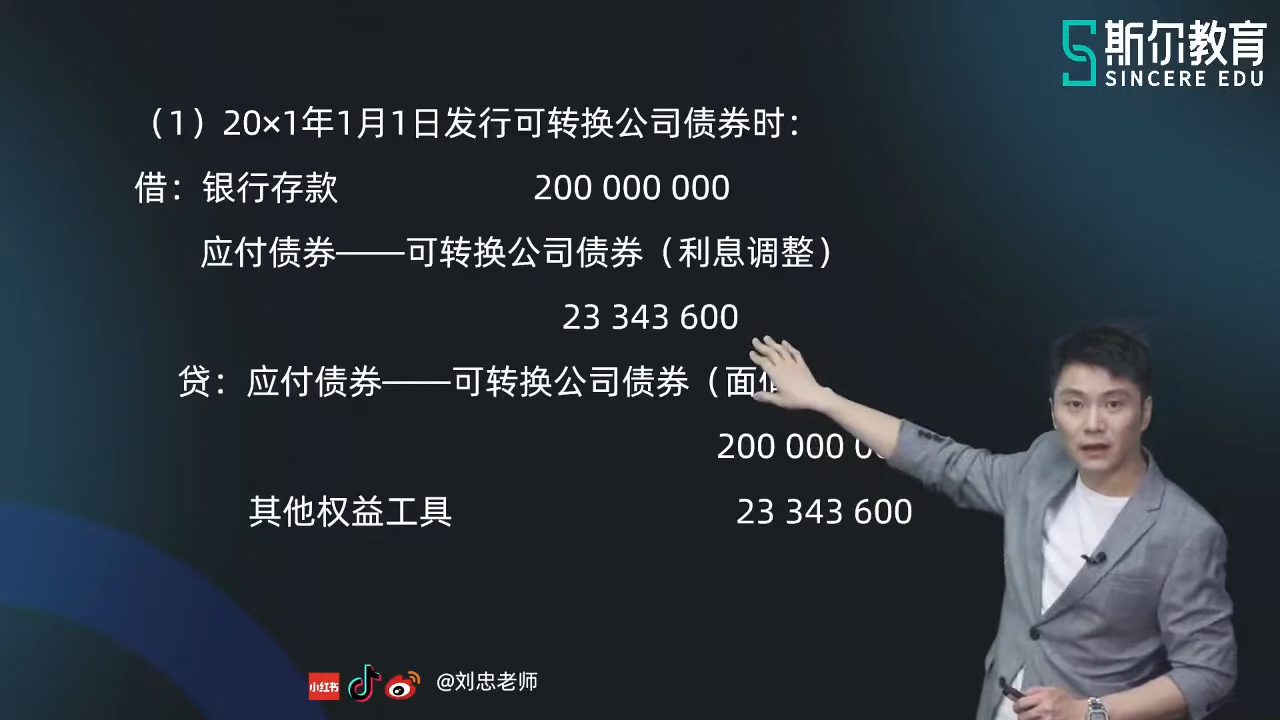 斯尔教育
SINCERE EDU
（1）20×1年1月1日发行可转换公司债券时：
借：银行存款 200 000 000
应付债券——可转换公司债券（利息调整）
23 343 600
贷：应付债券——可转换公司债券（面
200 000
其他权益工具 23 343 600
小红书
@刘忠老师